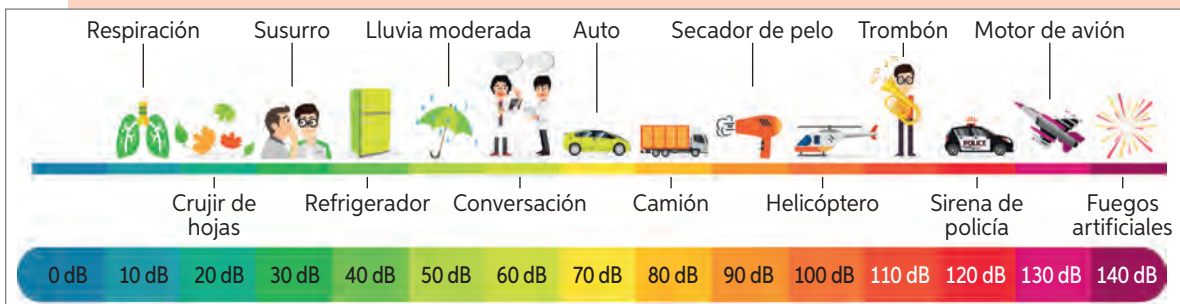 Respiración Susurro Lluvia moderada Auto Secador de pelo Trombón Motor de avión
POLICE
Crujir de hojas Refrigerador Conversación Camión Helicóptero Sirena de policía Fuegos artificiales
0 dB 10 dB 20 dB 30 dB 40 dB 50 dB 60 dB 70 dB 80 dB 90 dB 100 dB 110 dB 120 dB 130 dB 140 dB